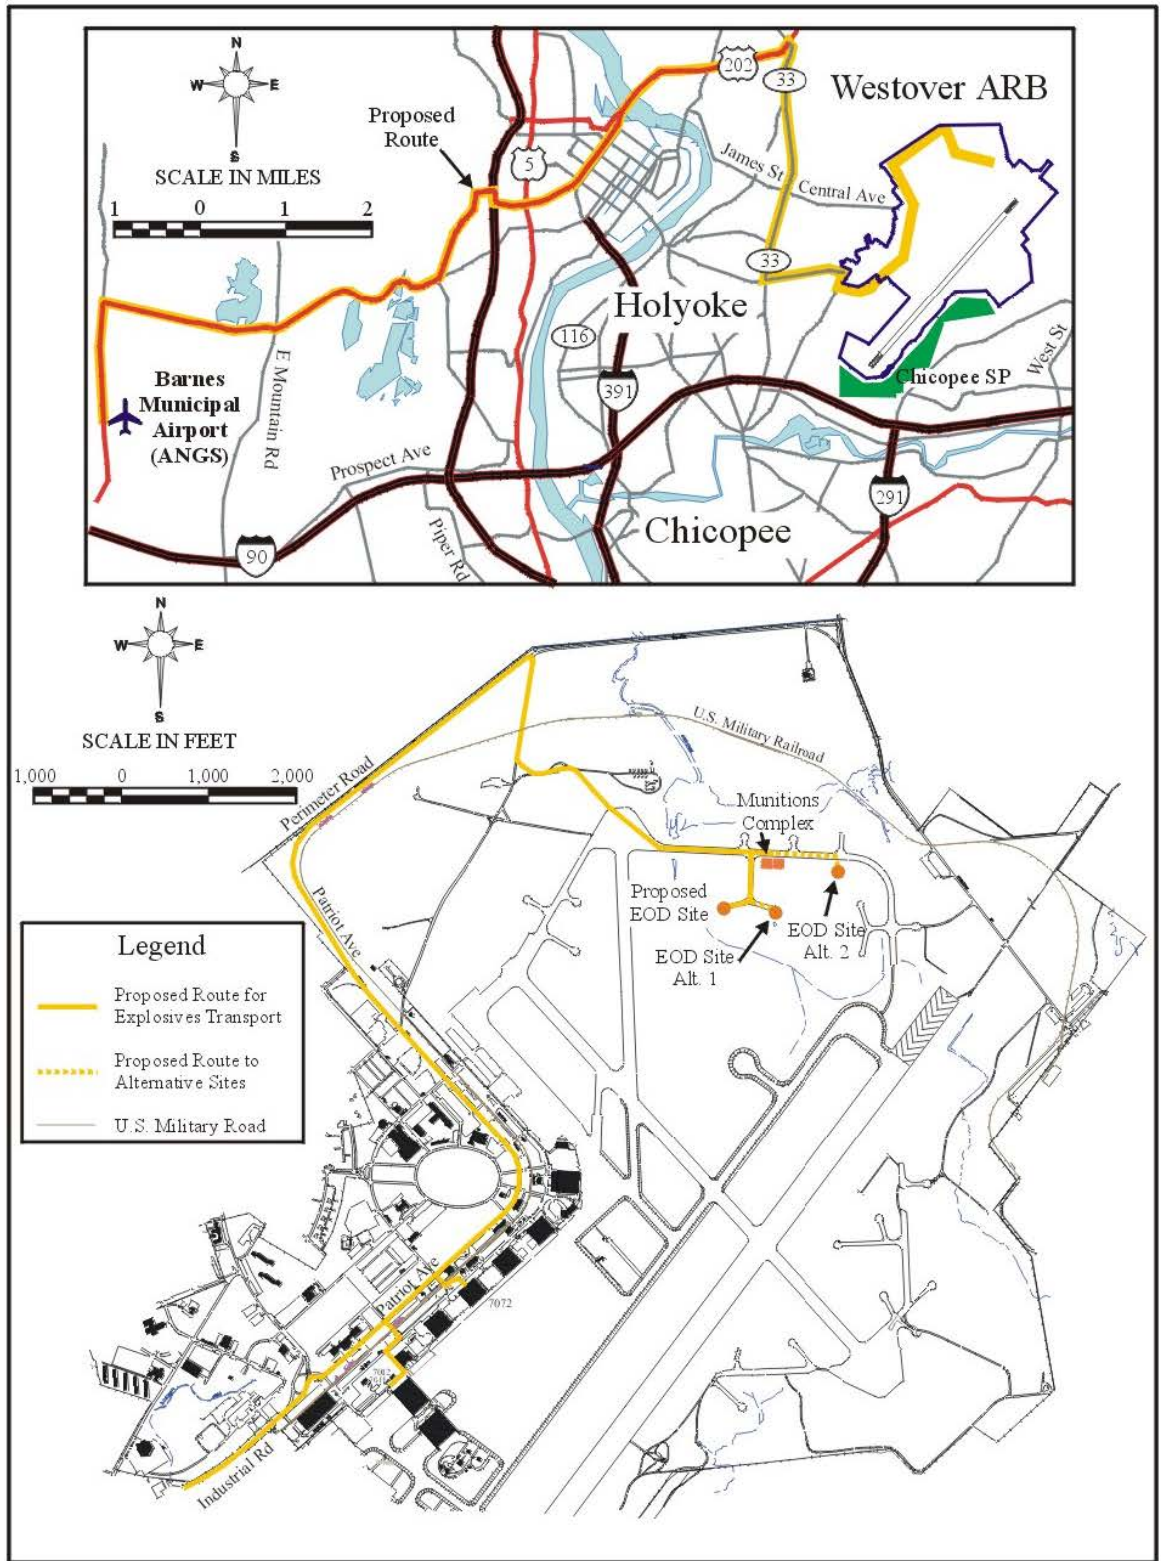 N
W E
S
SCALE IN MILES
1 0 1 2
Proposed
Route
202
33
Westover ARB
5
James St
Central Ave
33
Holyoke
116
391
Chicopee SP
West St
Barnes
Municipal
Airport
(ANGS)
E Mountain Rd
Prospect Ave
Piper Rd
90
291
Chicopee
N
W E
S
SCALE IN FEET
1,000 0 1,000 2,000
Perimeter Road
U.S. Military Railroad
Munitions
Complex
Proposed
EOD Site
EOD Site
Alt. 1
EOD Site
Alt. 2
Patriot Ave
Legend
Proposed Route for
Explosives Transport
Proposed Route to
Alternative Sites
U.S. Military Road
Patriot Ave
7072
Industrial Rd